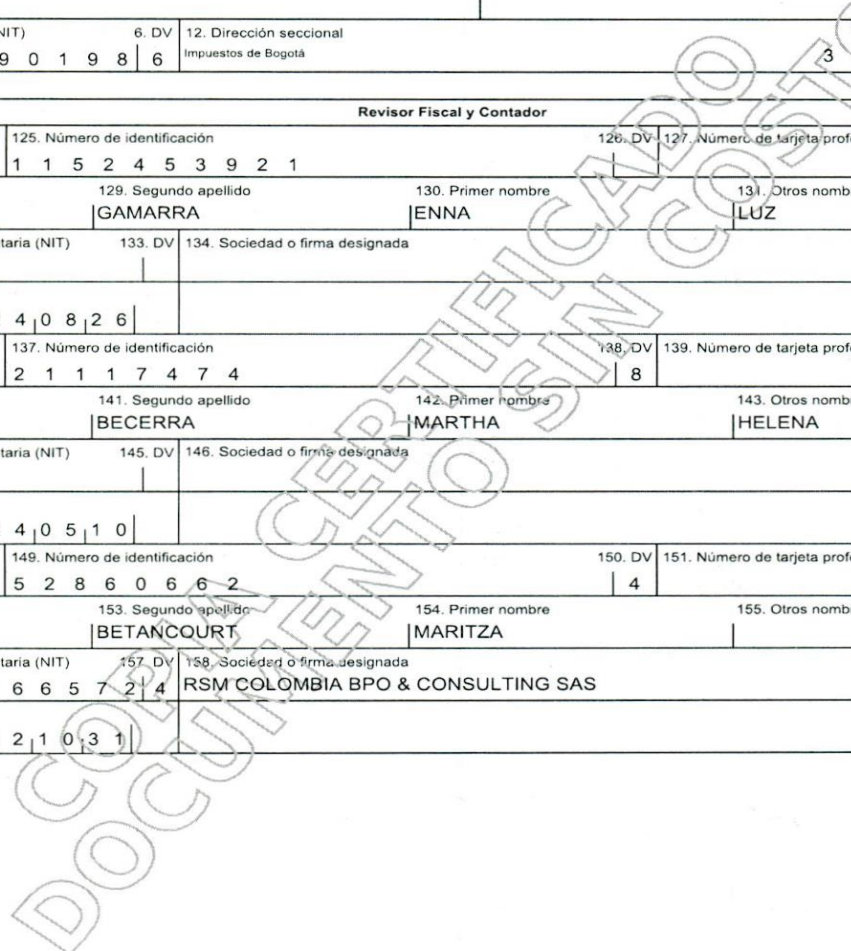 NIT) 6. DV 12. Dirección seccional
9 0 1 9 8 6 Impuestos de Bogotá 3
Revisor Fiscal y Contador
125. Número de identificación 126. DV 127. Número de tarjeta profe
1 1 5 2 4 5 3 9 2 1
129. Segundo apellido 130. Primer nombre 131. Otros nomb
GAMARRA ENNA LUZ
taria (NIT) 133. DV 134. Sociedad o firma designada
4 0 8 2 6
137. Número de identificación 138. DV 139. Número de tarjeta profe
2 1 1 1 7 4 7 4 8
141. Segundo apellido 142. Primer nombre 143. Otros nomb
BECERRA MARTHA HELENA
taria (NIT) 145. DV 146. Sociedad o firma designada
4 0 5 1 0
149. Número de identificación 150. DV 151. Número de tarjeta profe
5 2 8 6 0 6 6 2 4
153. Segundo apellido 154. Primer nombre 155. Otros nomb
BETANCOURT MARITZA
taria (NIT) 157. DV 158. Sociedad o firma designada
6 6 5 7 2 4 RSM COLOMBIA BPO & CONSULTING SAS
2 1 0 3 1
COPIA CERTIFICADO
DOCUMENTO SIN COSTO